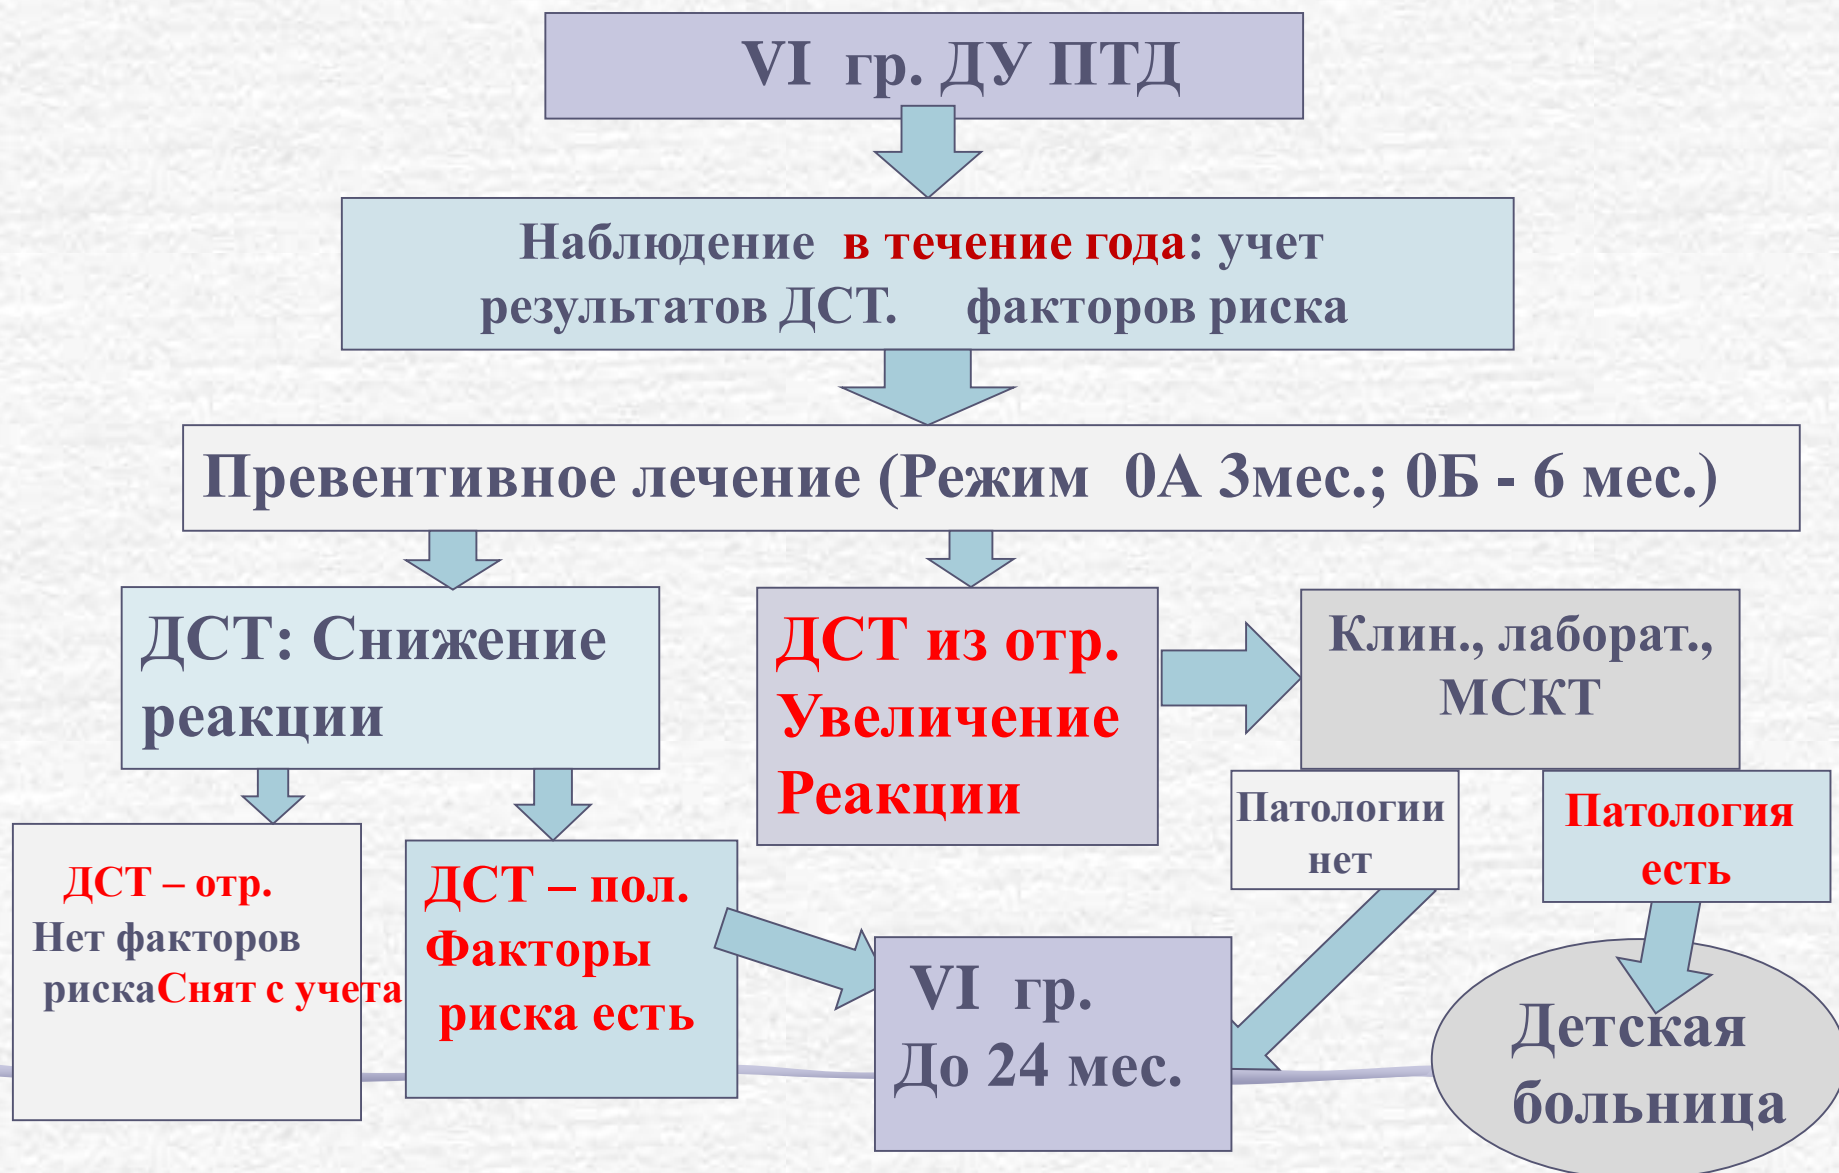 VI гр. ДУ ПТД
Наблюдение в течение года: учет
результатов ДСТ. факторов риска
Превентивное лечение (Режим 0А 3мес.; 0Б - 6 мес.)
ДСТ: Снижение
реакции
ДСТ из отр.
Увеличение
Реакции
Клин., лаборат.,
МСКТ
Патологии
нет
Патология
есть
ДСТ – отр.
Нет факторов
рискаСнят с учета
ДСТ – пол.
Факторы
риска есть
VI гр.
До 24 мес.
Детская
больница